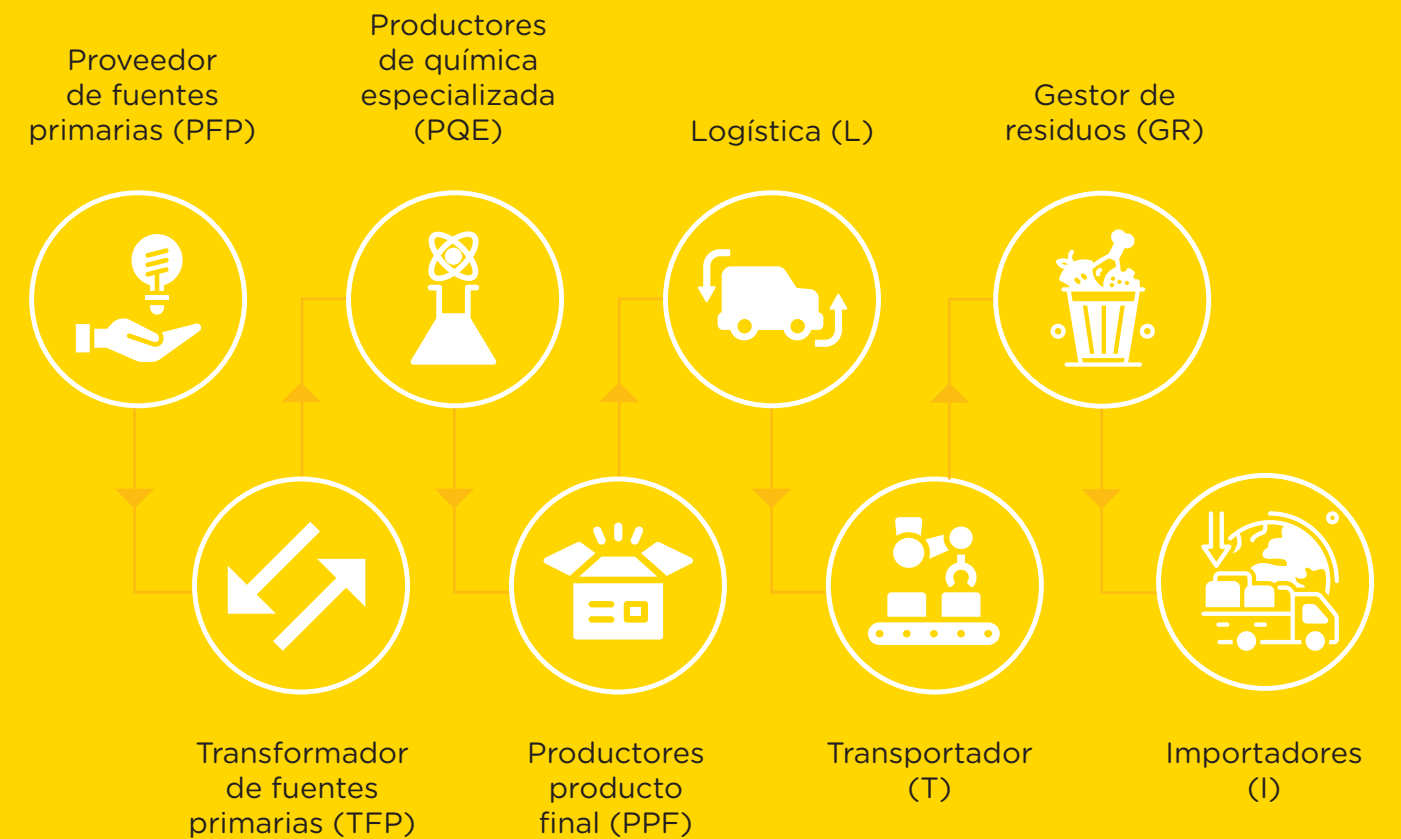 Proveedor
de fuentes
primarias (PFP)
Productores
de química
especializada
(PQE)
Logística (L)
Gestor de
residuos (GR)
Transformador
de fuentes
primarias (TFP)
Productores
producto
final (PPF)
Transportador
(T)
Importadores
(I)